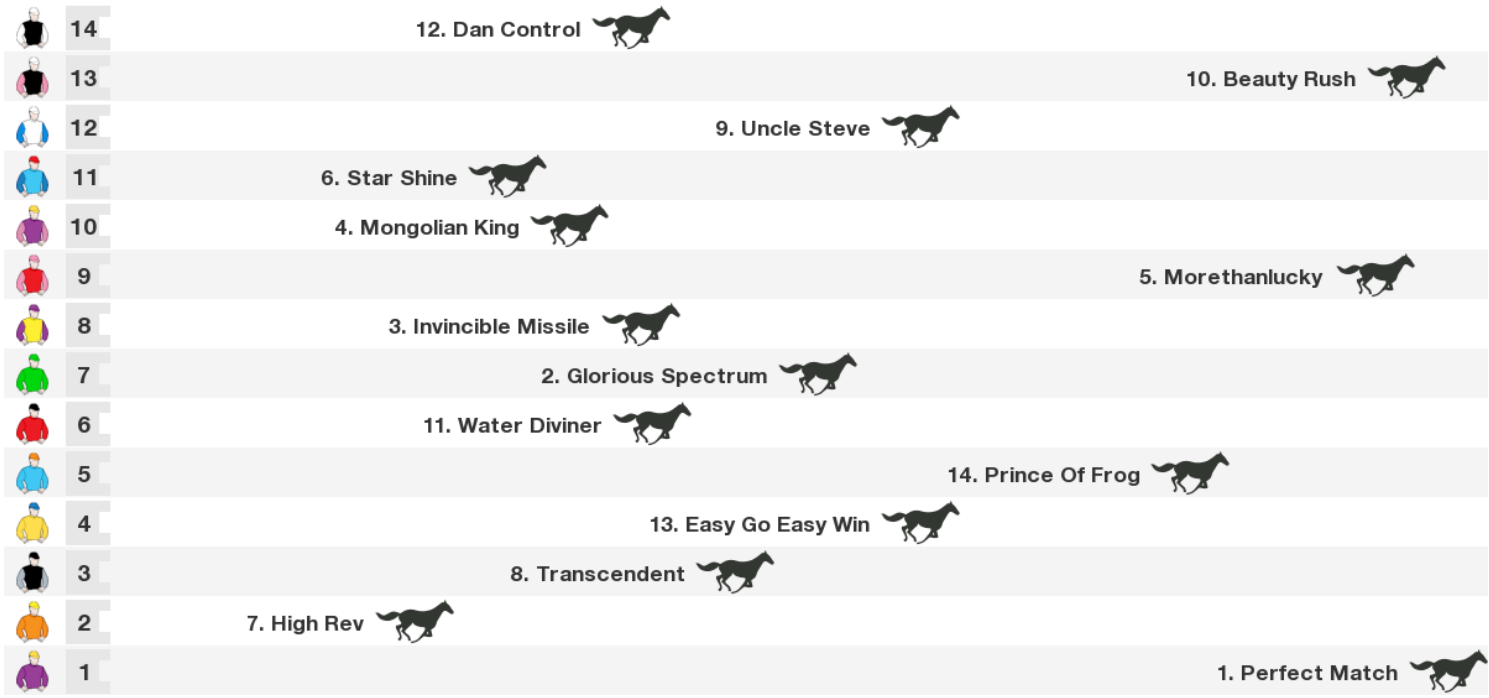 14 12. Dan Control
13 10. Beauty Rush
12 9. Uncle Steve
11 6. Star Shine
10 4. Mongolian King
9 5. Morethanlucky
8 3. Invincible Missile
7 2. Glorious Spectrum
6 11. Water Diviner
5 14. Prince Of Frog
4 13. Easy Go Easy Win
3 8. Transcendent
2 7. High Rev
1 1. Perfect Match